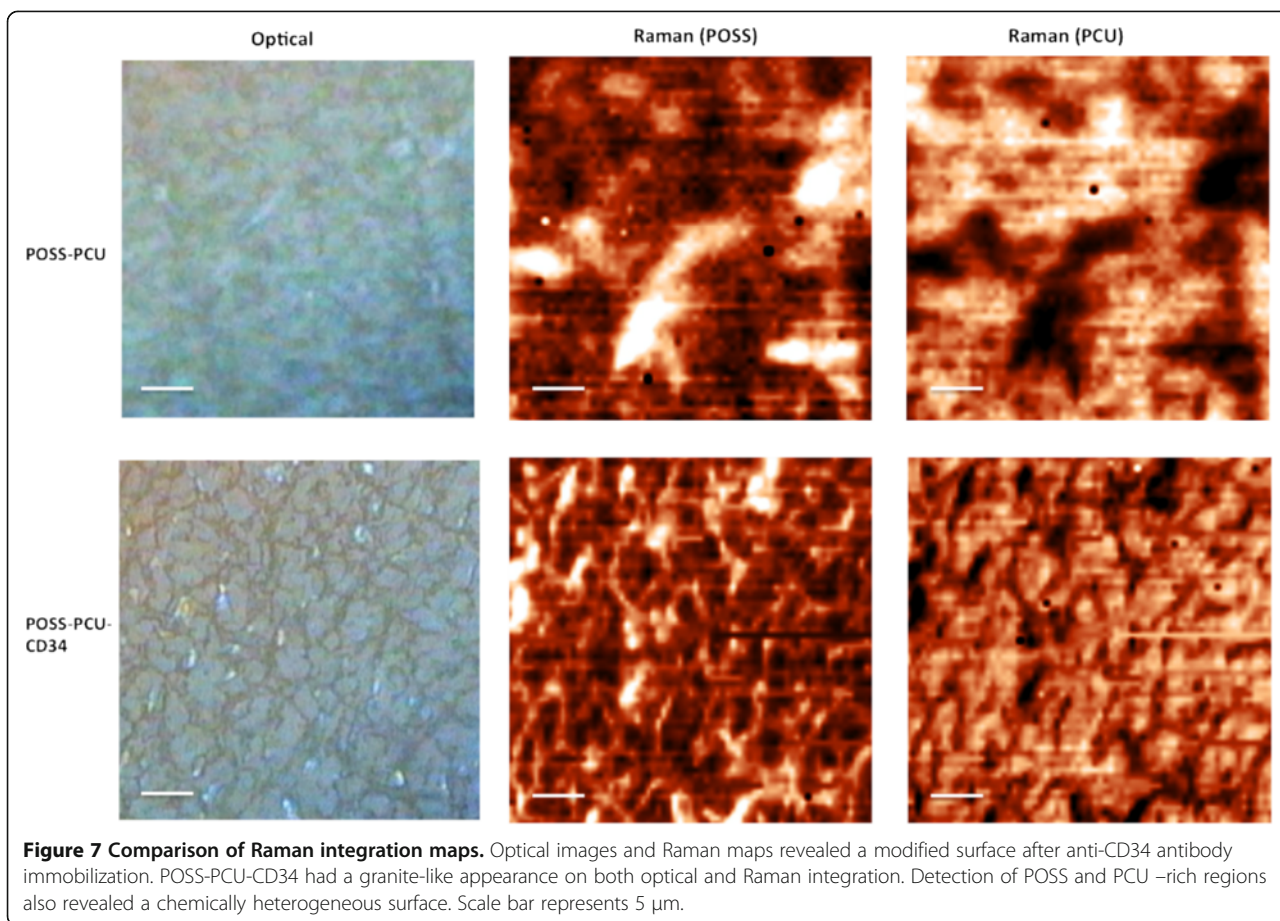 Optical
Raman (POSS)
Raman (PCU)
POSS-PCU
POSS-PCU-
CD34
Figure 7 Comparison of Raman integration maps. Optical images and Raman maps revealed a modified surface after anti-CD34 antibody
immobilization. POSS-PCU-CD34 had a granite-like appearance on both optical and Raman integration. Detection of POSS and PCU –rich regions
also revealed a chemically heterogeneous surface. Scale bar represents 5 μm.